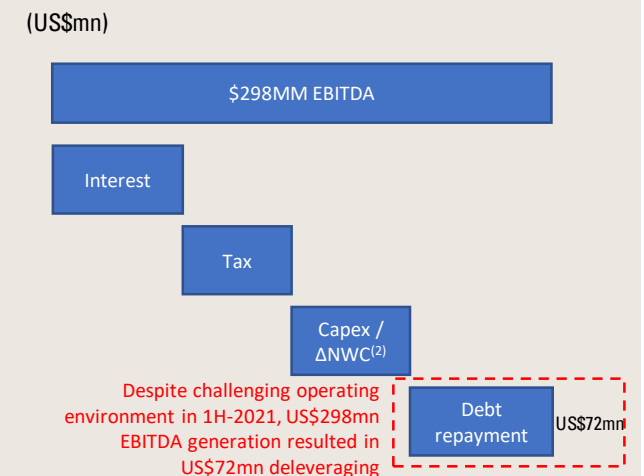 (US$mn)
$298MM EBITDA
Interest
Tax
Capex /
ΔNWC(2)
Despite challenging operating
environment in 1H-2021, US$298mn
EBITDA generation resulted in
US$72mn deleveraging
Debt
repayment
US$72mn